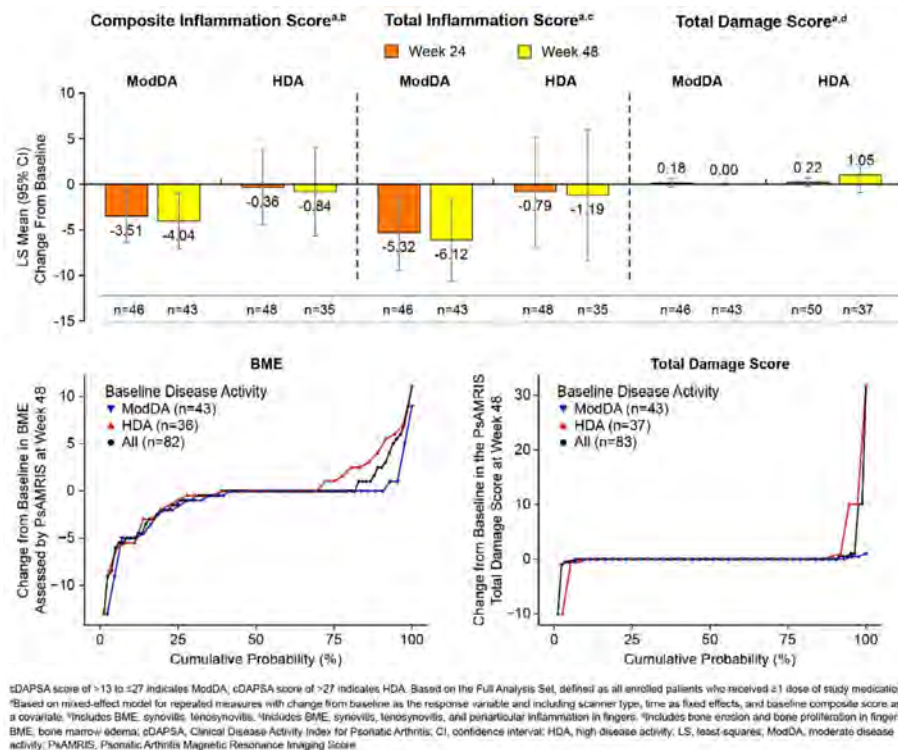 Composite Inflammation Score a,b Total Inflammation Score a,c Total Damage Score a,d
Week 24 Week 48
ModDA HDA ModDA HDA ModDA HDA
LS Mean (95% CI)
Change From Baseline
10
5
0
-5
-10
-15
-3.51 -4.04 -0.36 -0.84 -5.32 -6.12 -0.79 -1.19 0.18 0.00 0.22 1.05
n=46 n=43 n=48 n=35 n=46 n=43 n=48 n=35 n=46 n=43 n=50 n=37
BME
Change from Baseline in BME
Assessed by PsAMRIS at Week 48
10
5
0
−5
−10
Baseline Disease Activity
ModDA (n=43)
HDA (n=36)
All (n=82)
0 25 50 75 100
Cumulative Probability (%)
Total Damage Score
Change from Baseline in the PsAMRIS
Total Damage Score at Week 48
30
20
10
0
−10
Baseline Disease Activity
ModDA (n=43)
HDA (n=37)
All (n=83)
0 25 50 75 100
Cumulative Probability (%)
cDAPSA score of >13 to ≤27 indicates ModDA; cDAPSA score of >27 indicates HDA. Based on the Full Analysis Set, defined as all enrolled patients who received ≥1 dose of study medication
a Based on mixed-effect model for repeated measures with change from baseline as the response variable and including scanner type, time as fixed effects, and baseline composite score as
a covariate. b Includes BME, synovitis, tenosynovitis. c Includes BME, synovitis, tenosynovitis, and periarticular inflammation in fingers. d Includes bone erosion and bone proliferation in finger
BME, bone marrow edema; cDAPSA, Clinical Disease Activity Index for Psoriatic Arthritis; CI, confidence interval; HDA, high disease activity; LS, least-squares; ModDA, moderate disease
activity; PsAMRIS, Psoriatic Arthritis Magnetic Resonance Imaging Score